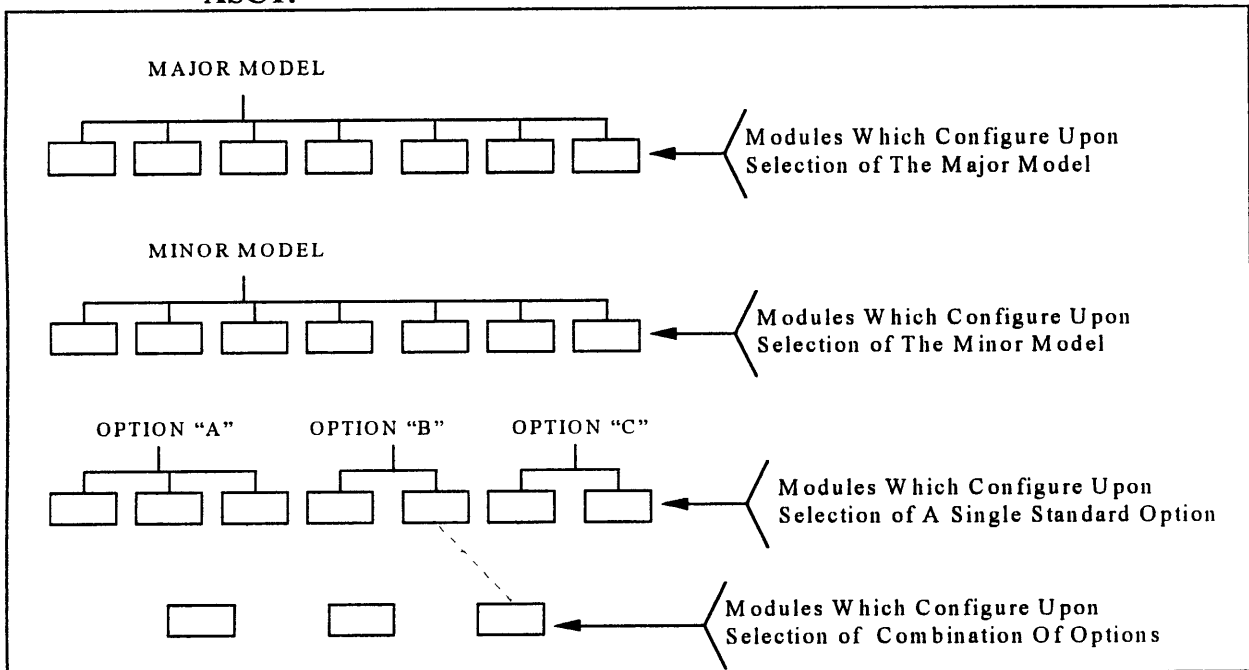 MAJOR MODEL
Modules Which Configure Upon
Selection of The Major Model
MINOR MODEL
Modules Which Configure Upon
Selection of The Minor Model
OPTION “A”
OPTION “B”
OPTION “C”
Modules Which Configure Upon
Selection of A Single Standard Option
Modules Which Configure Upon
Selection of Combination Of Options